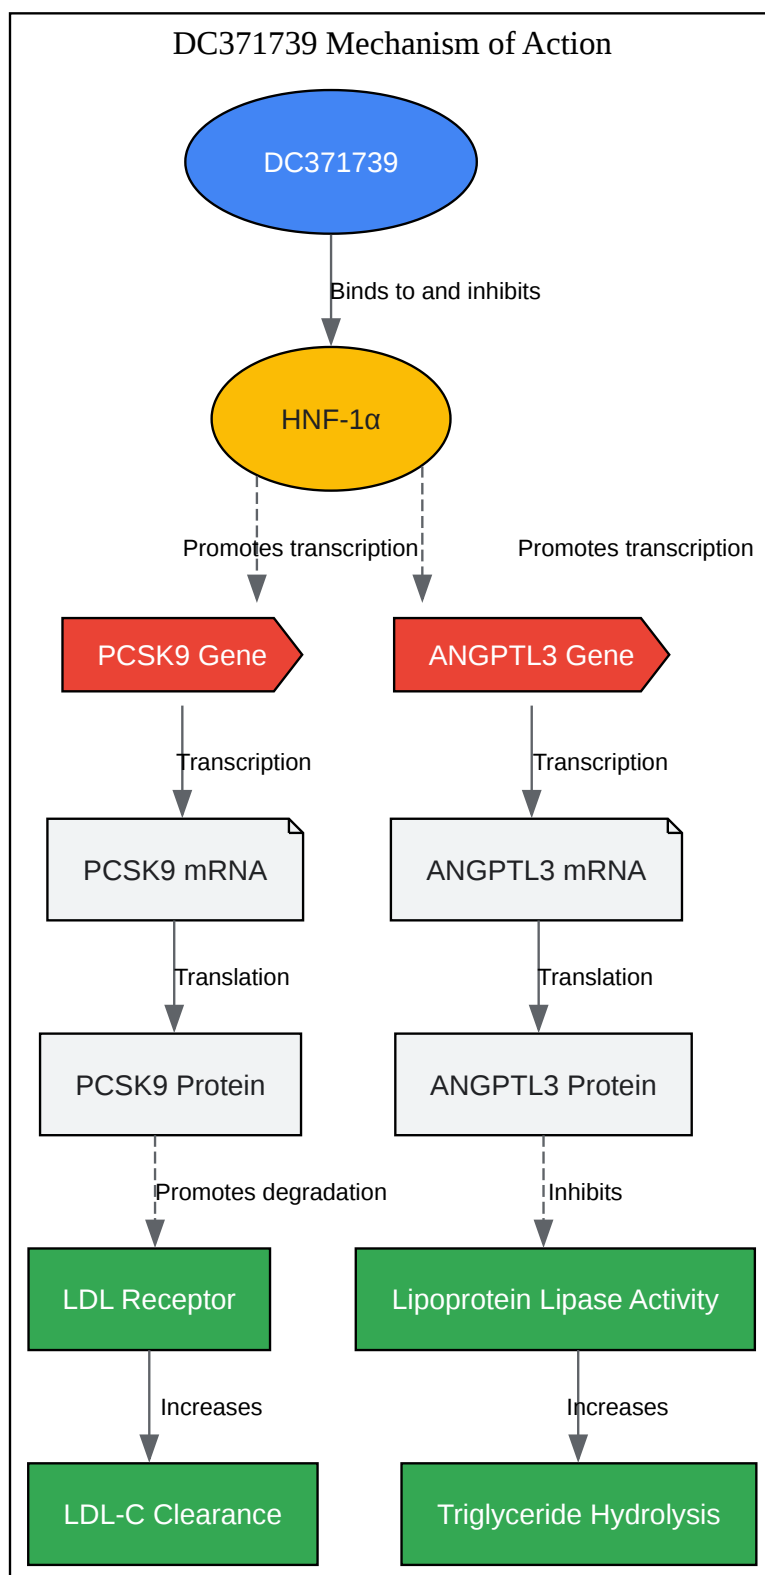 DC371739 Mechanism of Action
DC371739
Binds to and inhibits
HNF-1α
Promotes transcription
Promotes transcription
PCSK9 Gene
ANGPTL3 Gene
Transcription
Transcription
PCSK9 mRNA
ANGPTL3 mRNA
Translation
Translation
PCSK9 Protein
ANGPTL3 Protein
Promotes degradation
Inhibits
LDL Receptor
Lipoprotein Lipase Activity
Increases
Increases
LDL-C Clearance
Triglyceride Hydrolysis